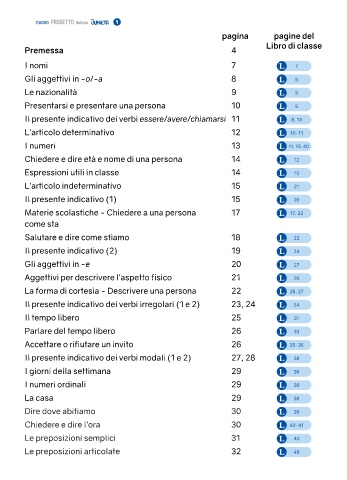 nuovo PROGETTO italiano JUNIOR 1
pagina pagine del
Libro di classe
Premessa 4
I nomi 7 L 7
Gli aggettivi in -o/-a 8 L 8
Le nazionalità 9 L 9
Presentarsi e presentare una persona 10 L
Il presente indicativo dei verbi essere/avere/chiamarsi 11 L 8, 10
L'articolo determinativo 12 L 10-11
I numeri 13 L 11, 13, 40
Chiedere e dire età e nome di una persona 14 L 12
Espressioni utili in classe 14 L
L'articolo indeterminativo 15 L 21
Il presente indicativo (1) 15 L 20
Materie scolastiche - Chiedere a una persona 17 L 17, 22
come sta
Salutare e dire come stiamo 18 L 22
Il presente indicativo (2) 19 L 24
Gli aggettivi in -e 20 L 27
Aggettivi per descrivere l'aspetto fisico 21 L
La forma di cortesia - Descrivere una persona 22 L 25, 27
Il presente indicativo dei verbi irregolari (1 e 2) 23, 24 L 34
Il tempo libero 25 L 31
Parlare del tempo libero 26 L
Accettare o rifiutare un invito 26 L 35-36
Il presente indicativo dei verbi modali (1 e 2) 27, 28 L 38
I giorni della settimana 29 L 36
I numeri ordinali 29 L 39
La casa 29 L
Dire dove abitiamo 30 L 39
Chiedere e dire l'ora 30 L 40-41
Le preposizioni semplici 31 L
Le preposizioni articolate 32 L